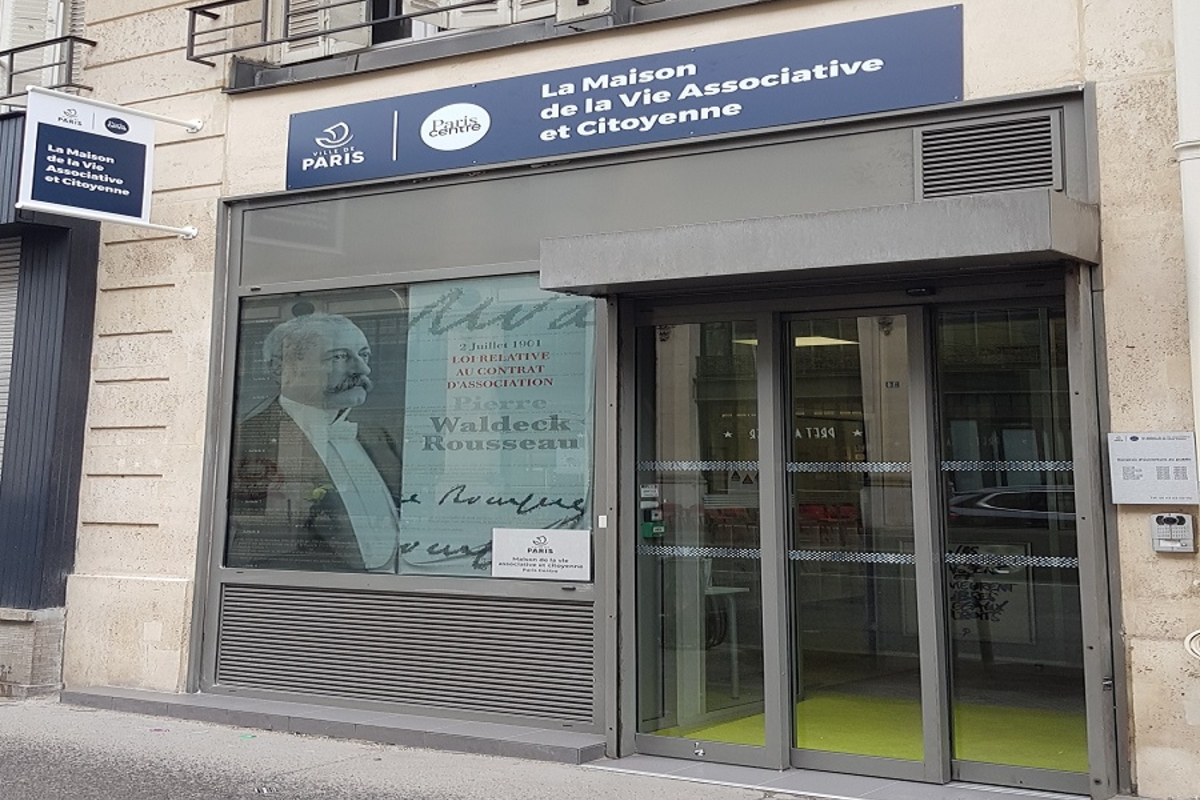 VILLE DE
PARIS
Paris
centre
La Maison
de la Vie Associative
et Citoyenne
PARIS
La Maison
de la Vie
Associative
et Citoyenne
2 Juillet 1901
LOI RELATIVE
AU CONTRAT
D'ASSOCIATION
Pierre
Waldeck
Rousseau
PARIS
Maison de la vie
associative et citoyenne
Paris Centre